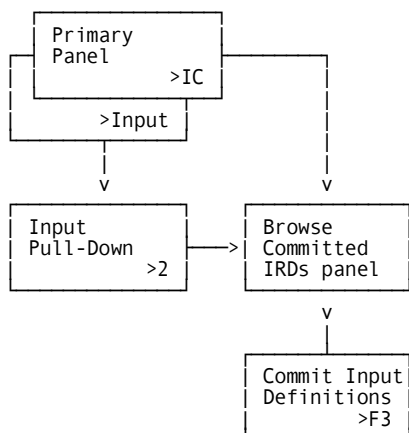 Primary
Panel
>IC
>Input
v
v
Input
Pull-Down
>2
>
Browse
Committed
IRDs panel
v
Commit Input
Definitions
>F3